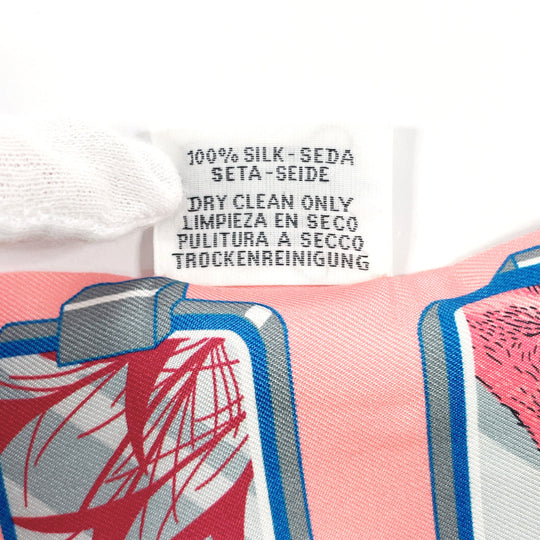 100% SILK-SEDA
SETA-SEIDE
DRY CLEAN ONLY
LIMPIEZA EN SECO
PULITURA A SECCO
TROCKENREINIGUNG